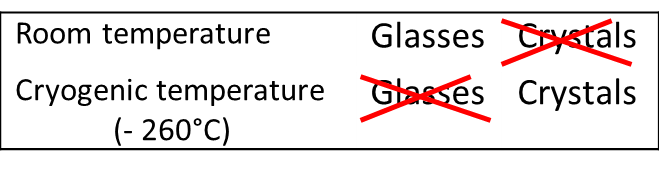 Room temperature Glasses Crystals
Cryogenic temperature Glasses Crystals
(- 260°C)